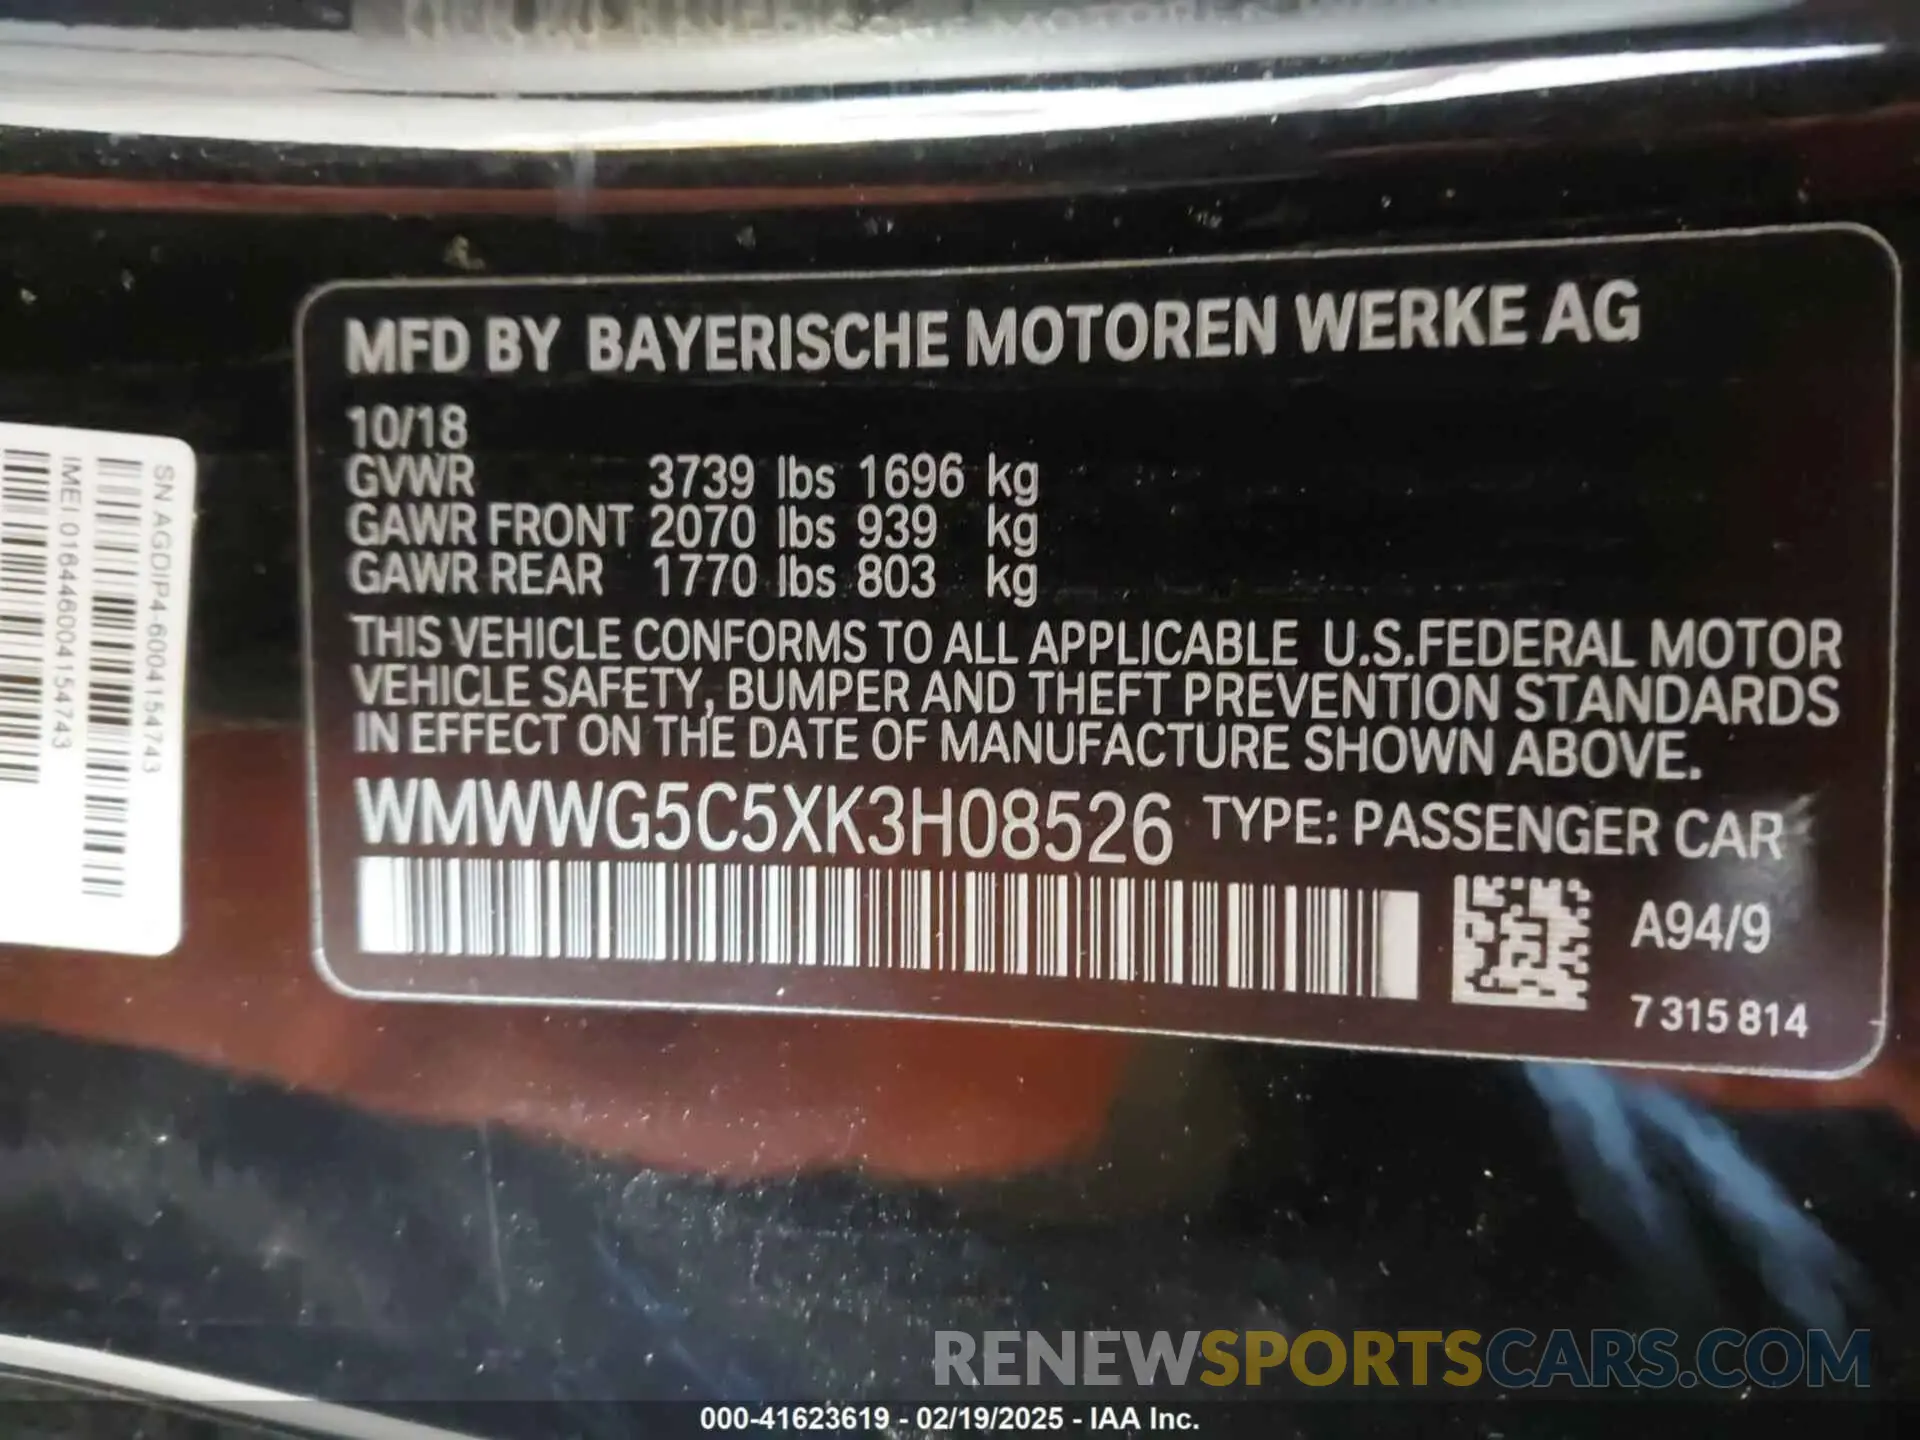 MFD BY BAYERISCHE MOTOREN WERKE AG
10/18
GVWR 3739 lbs 1696 kg
GAWR FRONT 2070 lbs 939 kg
GAWR REAR 1770 lbs 803 kg
THIS VEHICLE CONFORMS TO ALL APPLICABLE U.S.FEDERAL MOTOR
VEHICLE SAFETY, BUMPER AND THEFT PREVENTION STANDARDS
IN EFFECT ON THE DATE OF MANUFACTURE SHOWN ABOVE.
WMWWG5C5XK3H08526 TYPE: PASSENGER CAR
A94/9
7 315 814
SN AGDIP4-6004154743
IMEI 016446004154743
RENEWSPORTSCARS.COM
000-41623619 - 02/19/2025 - IAA Inc.